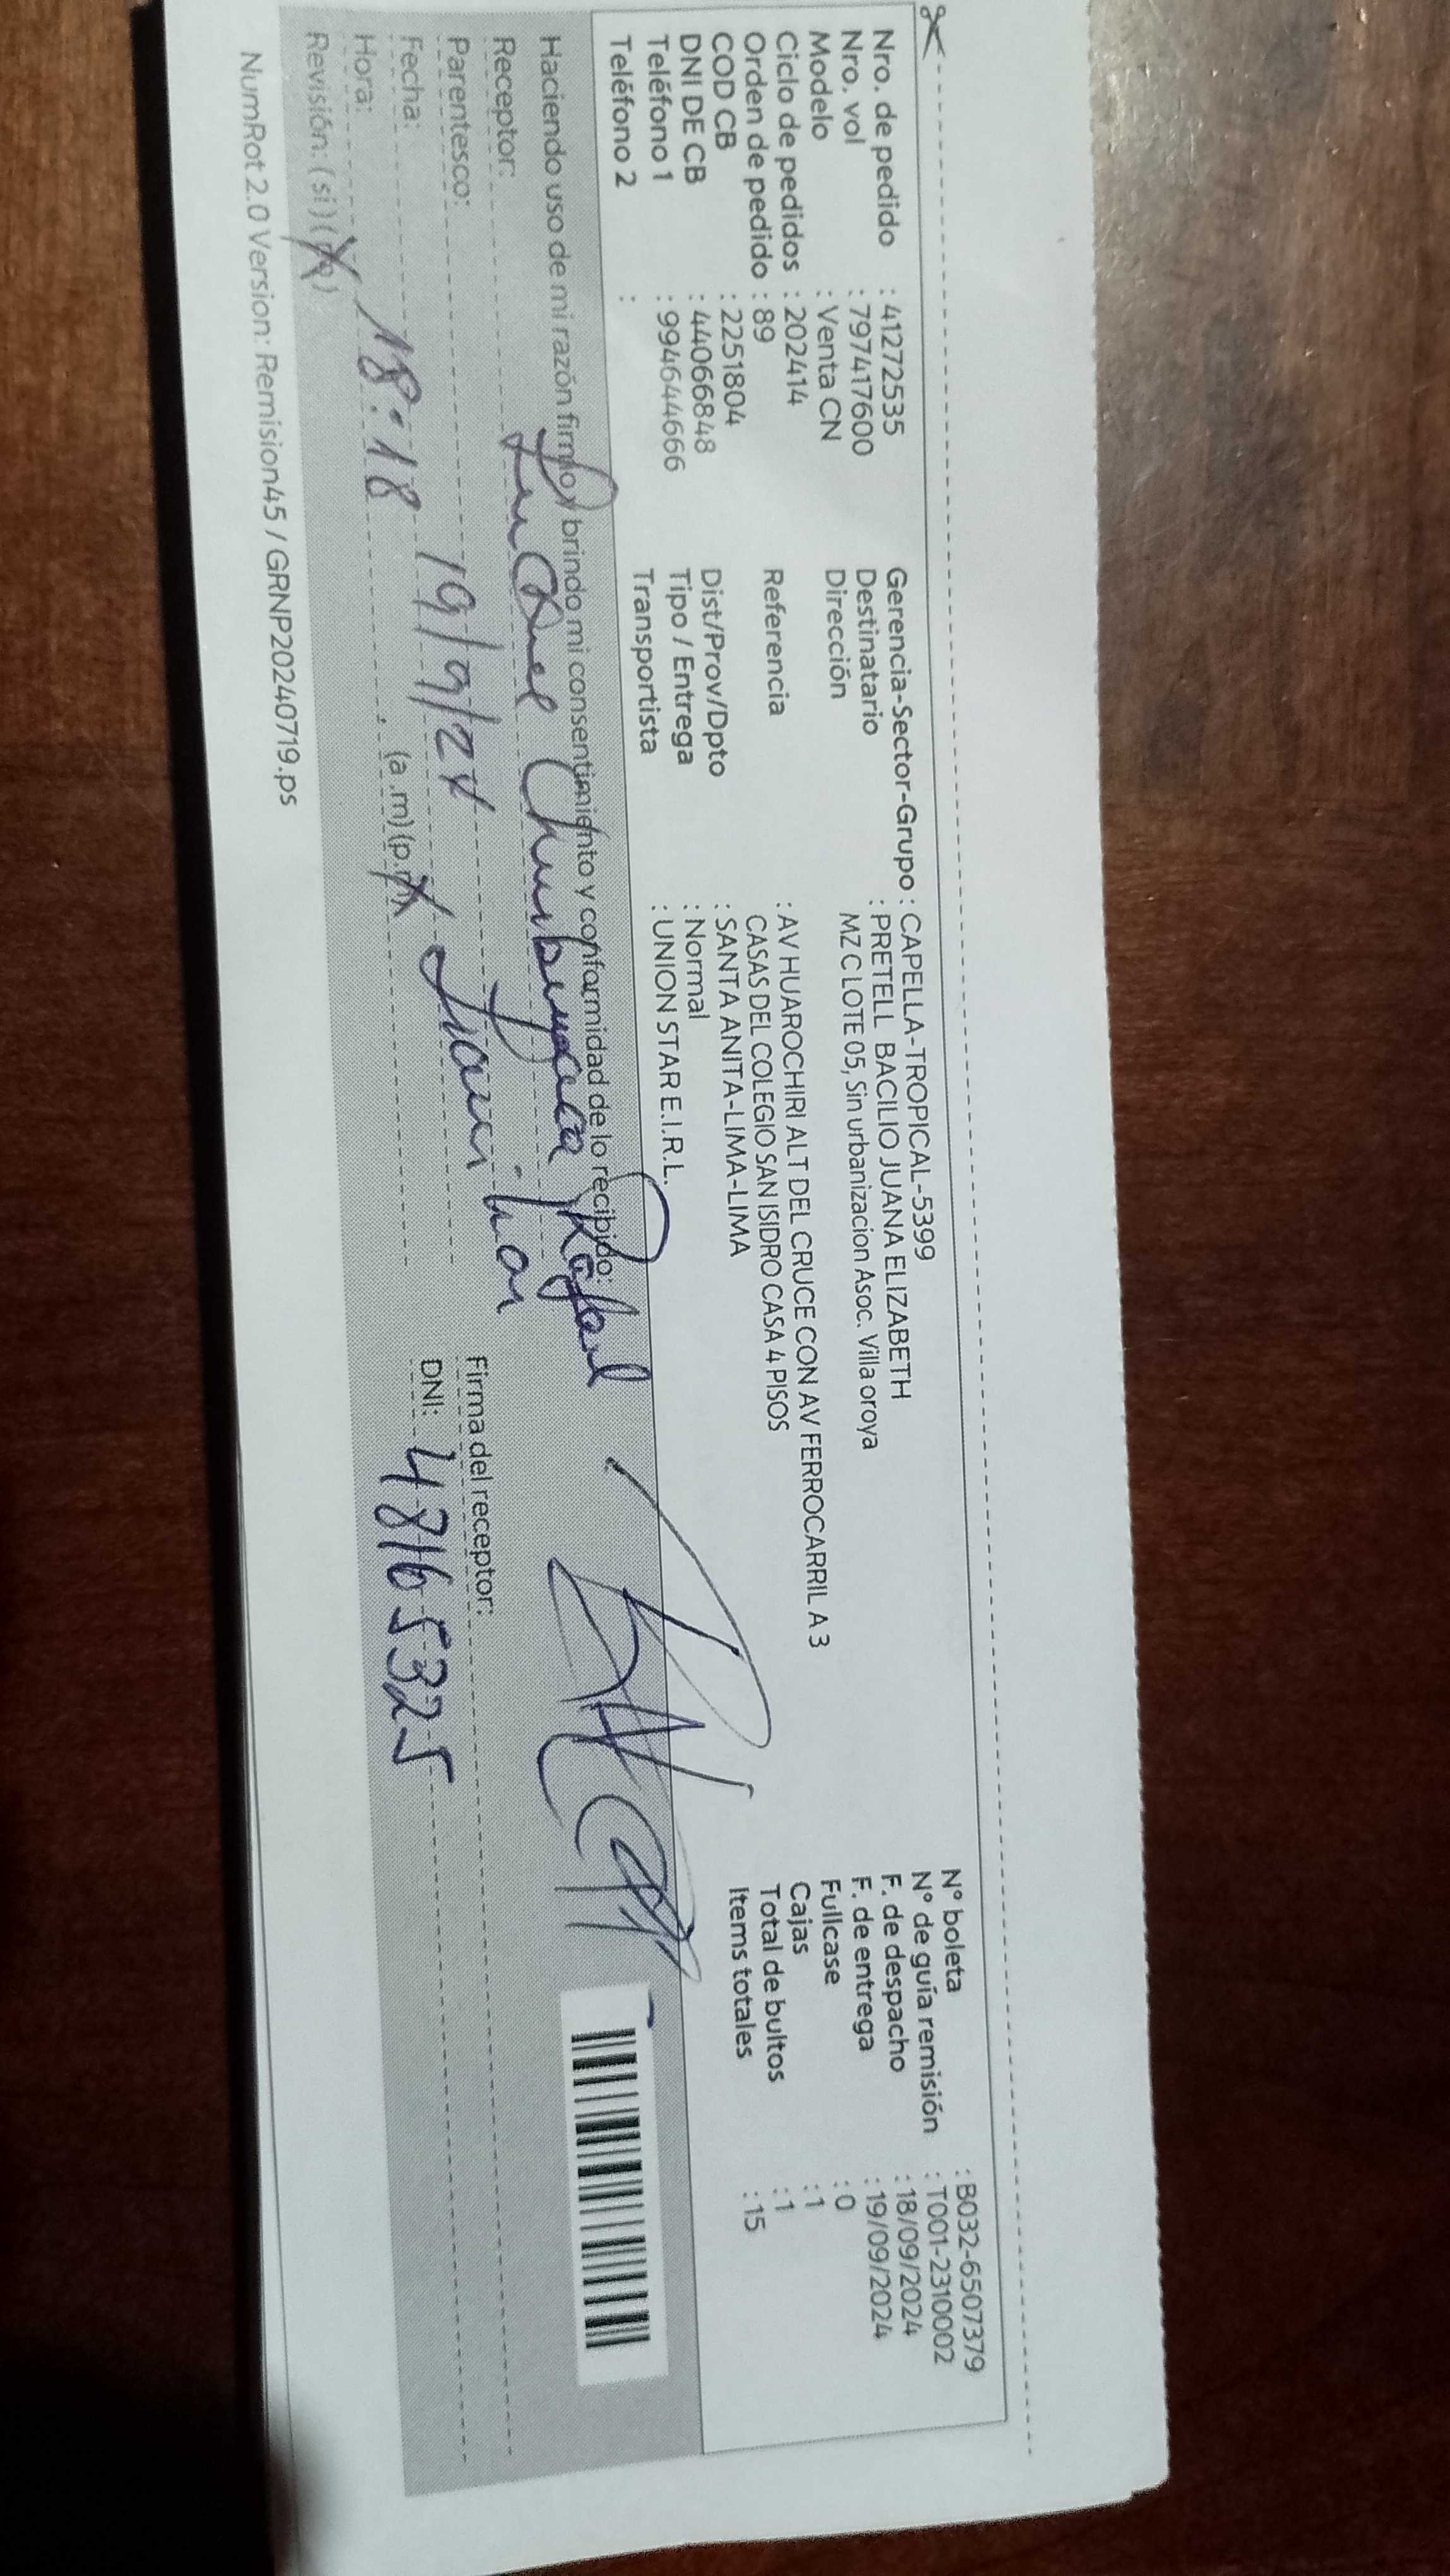 Nro. de pedido : 41272535
Nro. vol : 797417600
Modelo : Venta CN
Ciclo de pedidos : 202414
Orden de pedido : 89
COD CB : 2251804
DNI DE CB : 44066848
Teléfono 1 : 994644666
Teléfono 2 :
Gerencia-Sector-Grupo : CAPELLA-TROPICAL-5399
Destinatario : PRETELL BACILIO JUANA ELIZABETH
Dirección MZ C LOTE 05, Sin urbanizacion Asoc. Villa oroya
Referencia : AV HUAROCHIRI ALT DEL CRUCE CON AV FERROCARRIL A 3
CASAS DEL COLEGIO SAN ISIDRO CASA 4 PISOS
Dist/Prov/Dpto : SANTA ANITA-LIMA-LIMA
Tipo / Entrega : Normal
Transportista : UNION STAR E.I.R.L.
N° boleta : B032-6507379
N° de guía remisión : T001-2310002
F. de despacho : 18/09/2024
F. de entrega : 19/09/2024
Fullcase : 0
Cajas : 1
Total de bultos : 1
Items totales : 15
Haciendo uso de mi razón firmo y brindo mi consentimiento y conformidad de lo recibido:
Receptor: Rafael
Parentesco:
Fecha: 19/9/24
Hora: 18:18 (a.m) (p.m)
Revisión: (si) (no)
Firma del receptor:
DNI: 48165325
NumRot 2.0 Version: Remision45 / GRNP20240719.ps